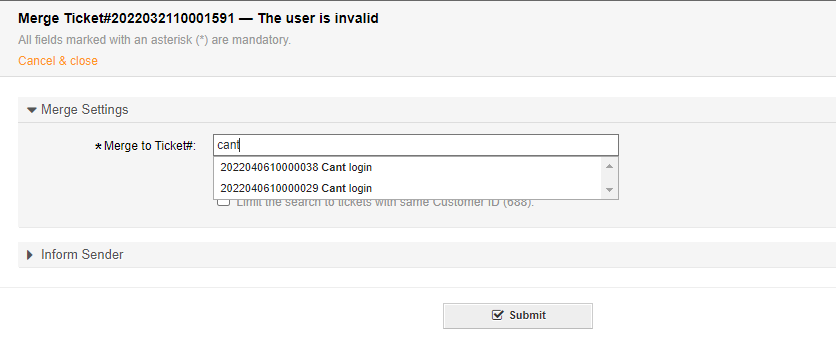 Merge Ticket#2022032110001591 — The user is invalid
All fields marked with an asterisk (*) are mandatory.
Cancel & close
Merge Settings
* Merge to Ticket#:
cant
2022040610000038 Cant login
2022040610000029 Cant login
Limit the search to tickets with same Customer ID (688).
Inform Sender
Submit